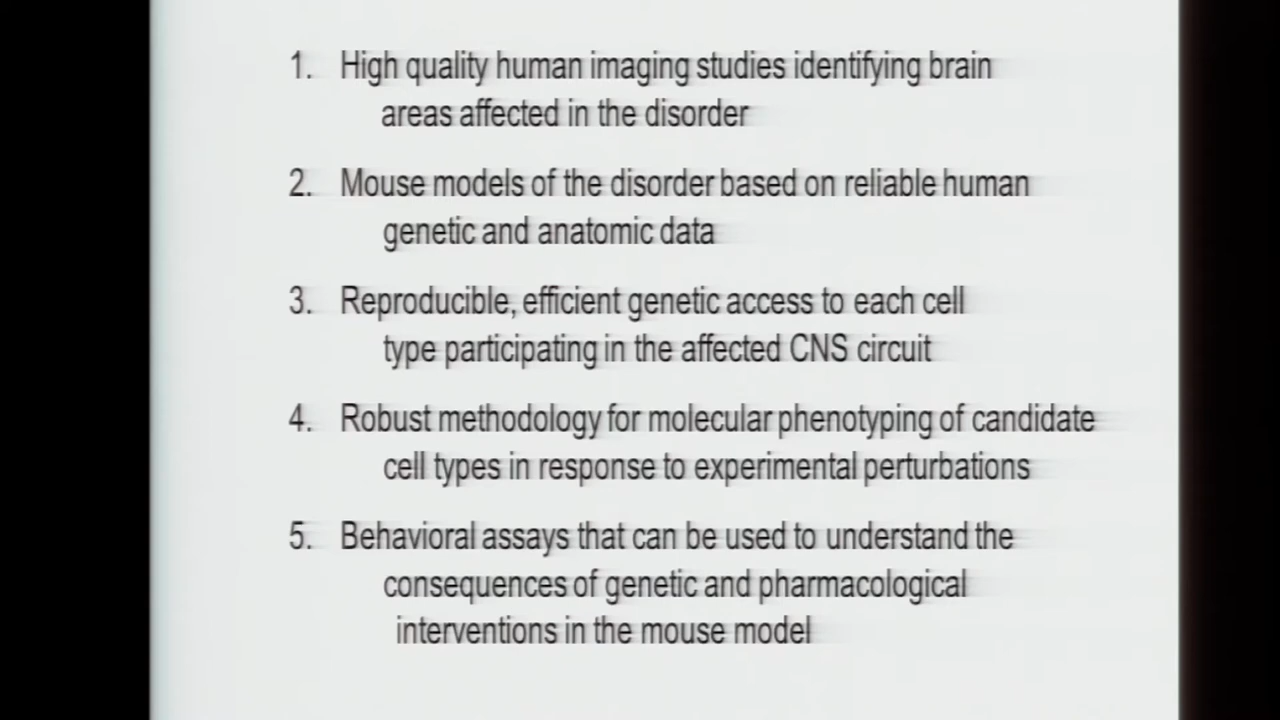 1. High quality human imaging studies identifying brain
areas affected in the disorder
2. Mouse models of the disorder based on reliable human
genetic and anatomic data
3. Reproducible, efficient genetic access to each cell
type participating in the affected CNS circuit
4. Robust methodology for molecular phenotyping of candidate
cell types in response to experimental perturbations
5. Behavioral assays that can be used to understand the
consequences of genetic and pharmacological
interventions in the mouse model